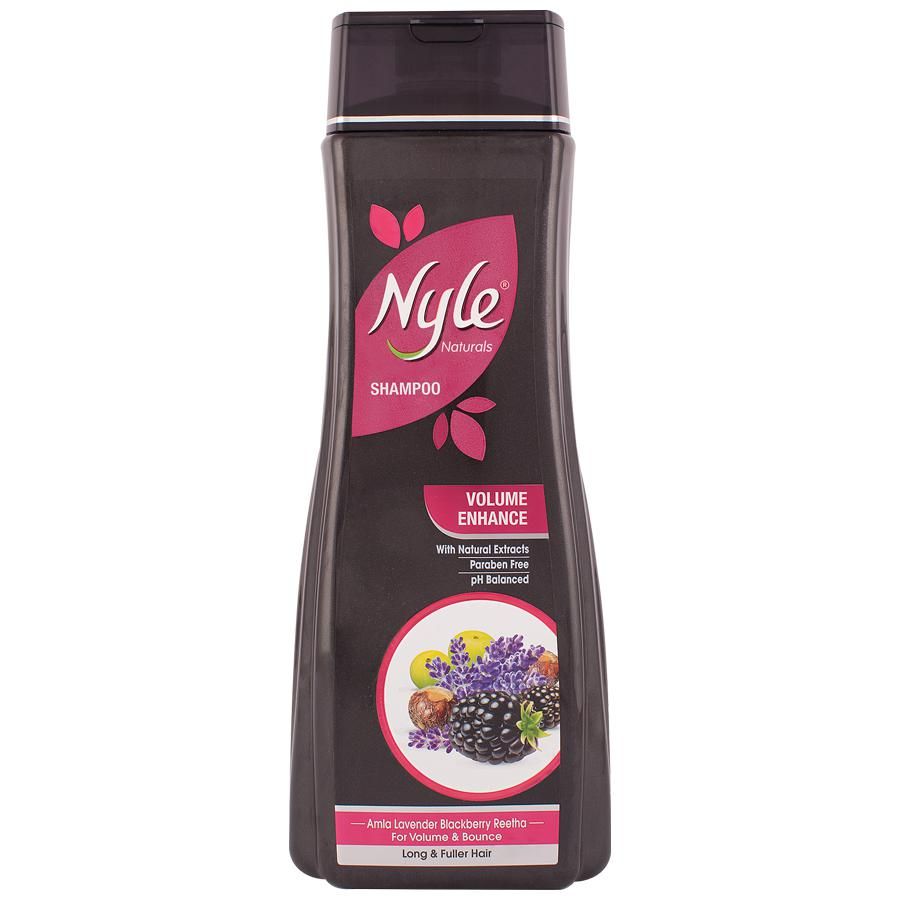 Nyle®
Naturals
SHAMPOO
VOLUME
ENHANCE
With Natural Extracts
Paraben Free
pH Balanced
Amla Lavender Blackberry Reetha
For Volume & Bounce
Long & Fuller Hair